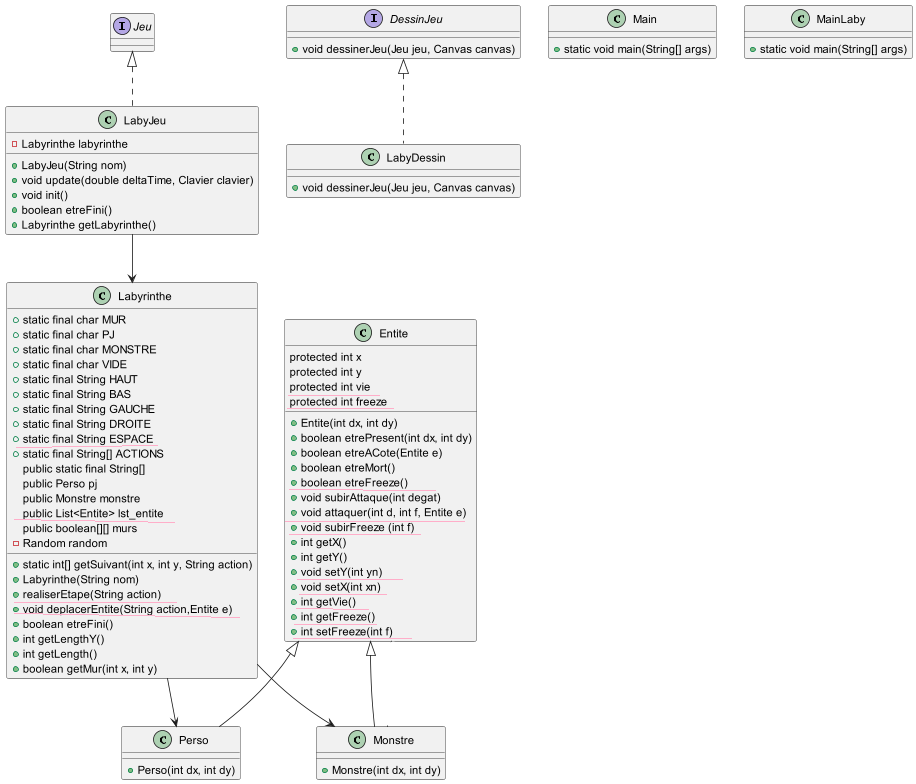 I Jeu
C LabyJeu
Labyrinthe labyrinthe
LabyJeu(String nom)
void update(double deltaTime, Clavier clavier)
void init()
boolean etreFini()
Labyrinthe getLabyrinthe()
I DessinJeu
void dessinerJeu(Jeu jeu, Canvas canvas)
C LabyDessin
void dessinerJeu(Jeu jeu, Canvas canvas)
C Main
static void main(String[] args)
C MainLaby
static void main(String[] args)
C Labyrinthe
static final char MUR
static final char PJ
static final char MONSTRE
static final char VIDE
static final String HAUT
static final String BAS
static final String GAUCHE
static final String DROITE
static final String ESPACE
static final String[] ACTIONS
public static final String[]
public Perso pj
public Monstre monstre
public List<Entite> lst_entite
public boolean[][] murs
Random random
static int[] getSuivant(int x, int y, String action)
Labyrinthe(String nom)
realiserEtape(String action)
void deplacerEntite(String action,Entite e)
boolean etreFini()
int getLengthY()
int getLength()
boolean getMur(int x, int y)
C Entite
protected int x
protected int y
protected int vie
protected int freeze
Entite(int dx, int dy)
boolean etrePresent(int dx, int dy)
boolean etreACote(Entite e)
boolean etreMort()
boolean etreFreeze()
void subirAttaque(int degat)
void attaquer(int d, int f, Entite e)
void subirFreeze (int f)
int getX()
int getY()
void setY(int yn)
void setX(int xn)
int getVie()
int getFreeze()
int setFreeze(int f)
C Perso
Perso(int dx, int dy)
C Monstre
Monstre(int dx, int dy)